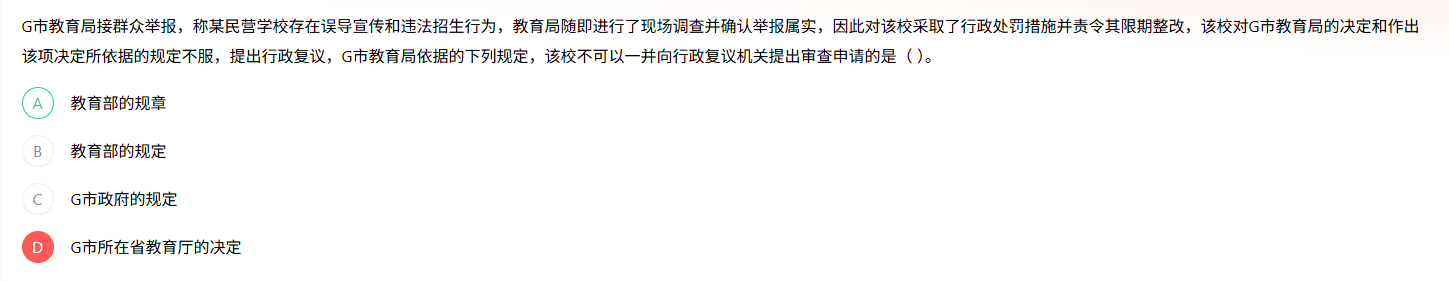 G市教育局接群众举报，称某民营学校存在误导宣传和违法招生行为，教育局随即进行了现场调查并确认举报属实，因此对该校采取了行政处罚措施并责令其限期整改，该校对G市教育局的决定和作出
该项决定所依据的规定不服，提出行政复议，G市教育局依据的下列规定，该校不可以一并向行政复议机关提出审查申请的是（ ）。
A 教育部的规章
B 教育部的规定
C G市政府的规定
D G市所在省教育厅的决定